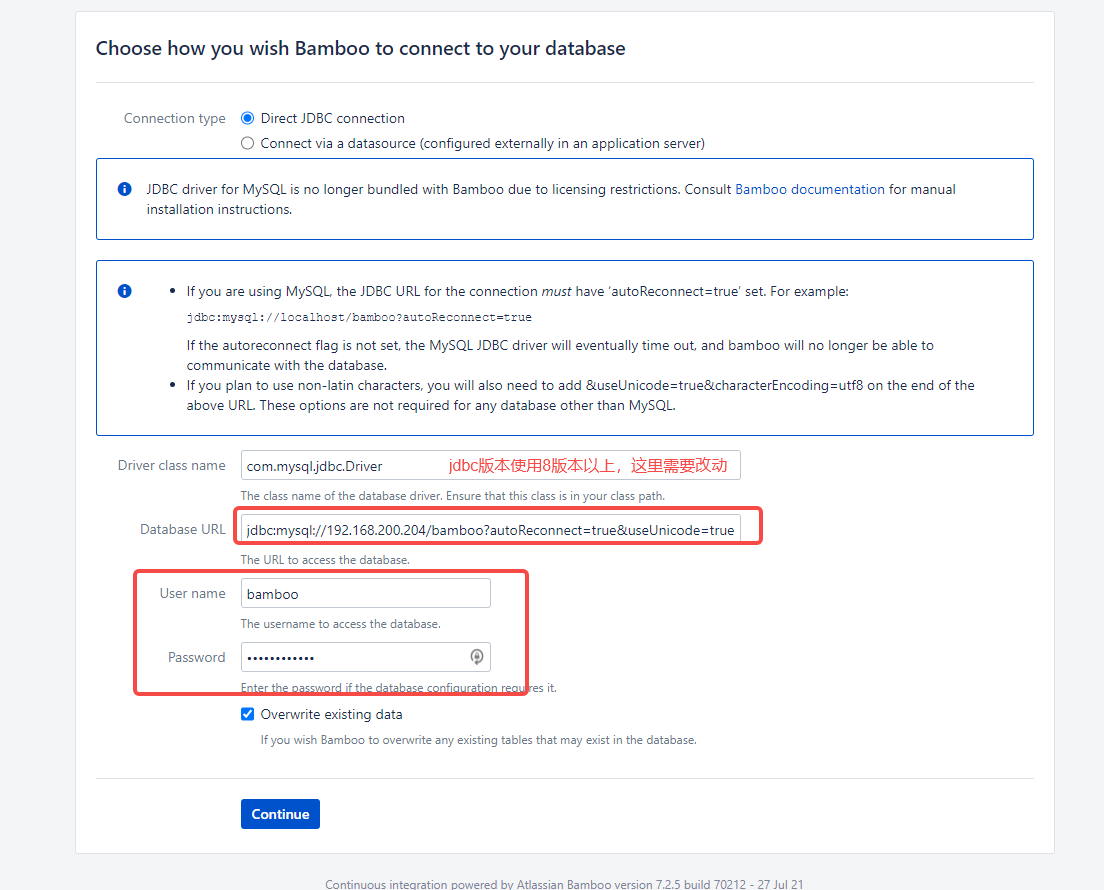 Choose how you wish Bamboo to connect to your database
Connection type
Direct JDBC connection
Connect via a datasource (configured externally in an application server)
JDBC driver for MySQL is no longer bundled with Bamboo due to licensing restrictions. Consult Bamboo documentation for manual
installation instructions.
If you are using MySQL, the JDBC URL for the connection must have 'autoReconnect=true' set. For example:
jdbc:mysql://localhost/bamboo?autoReconnect=true
If the autoreconnect flag is not set, the MySQL JDBC driver will eventually time out, and bamboo will no longer be able to
communicate with the database.
If you plan to use non-latin characters, you will also need to add &useUnicode=true&characterEncoding=utf8 on the end of the
above URL. These options are not required for any database other than MySQL.
Driver class name com.mysql.jdbc.Driver jdbc版本使用8版本以上，这里需要改动
The class name of the database driver. Ensure that this class is in your class path.
Database URL jdbc:mysql://192.168.200.204/bamboo?autoReconnect=true&useUnicode=true
The URL to access the database.
User name bamboo
The username to access the database.
Password ••••••••••••
Enter the password if the database configuration requires it.
Overwrite existing data
If you wish Bamboo to overwrite any existing tables that may exist in the database.
Continue
Continuous integration powered by Atlassian Bamboo version 7.2.5 build 70212 - 27 Jul 21